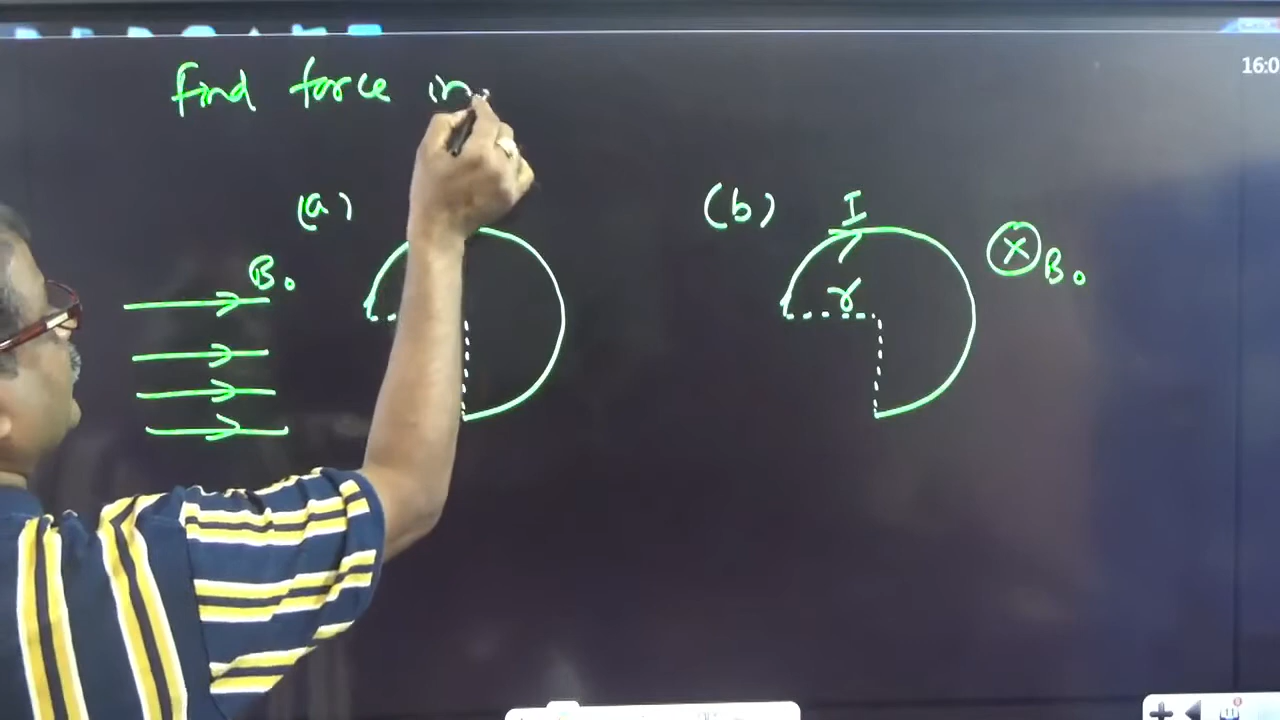 Find force in
16:0
(a)
(b)
I
B₀
r
B₀